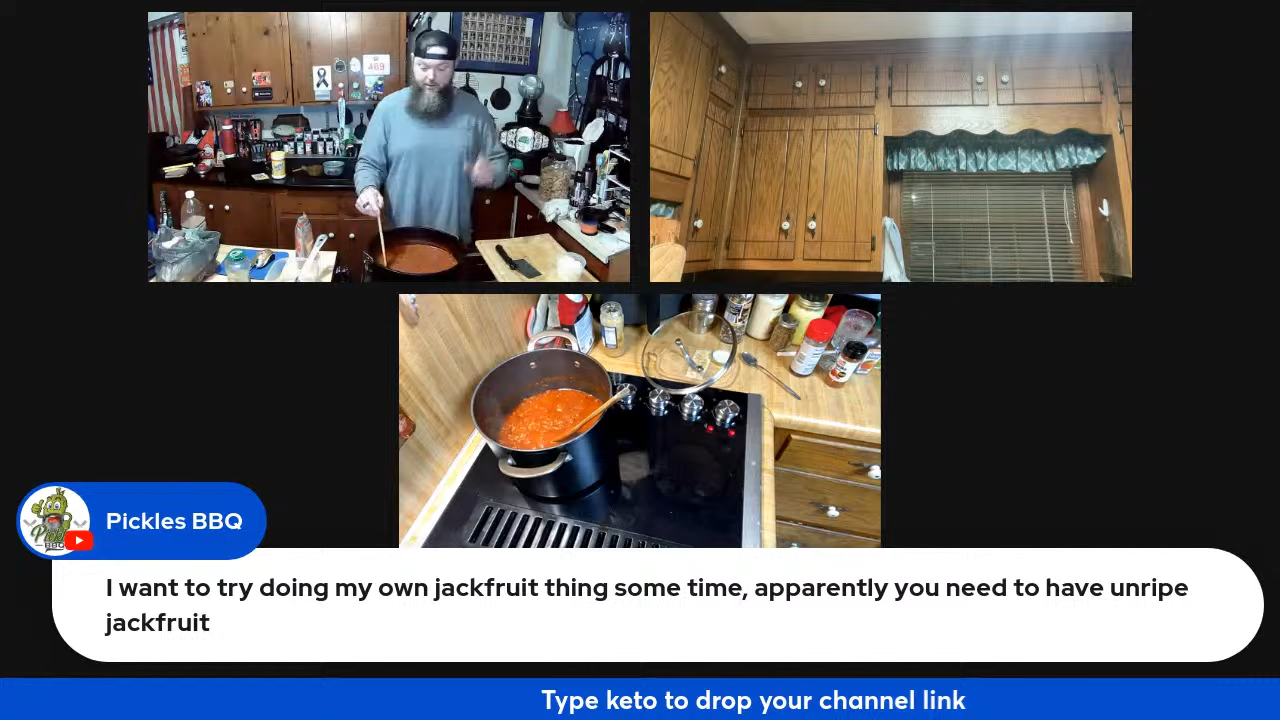 469
Pickles BBQ
I want to try doing my own jackfruit thing some time, apparently you need to have unripe
jackfruit
Type keto to drop your channel link